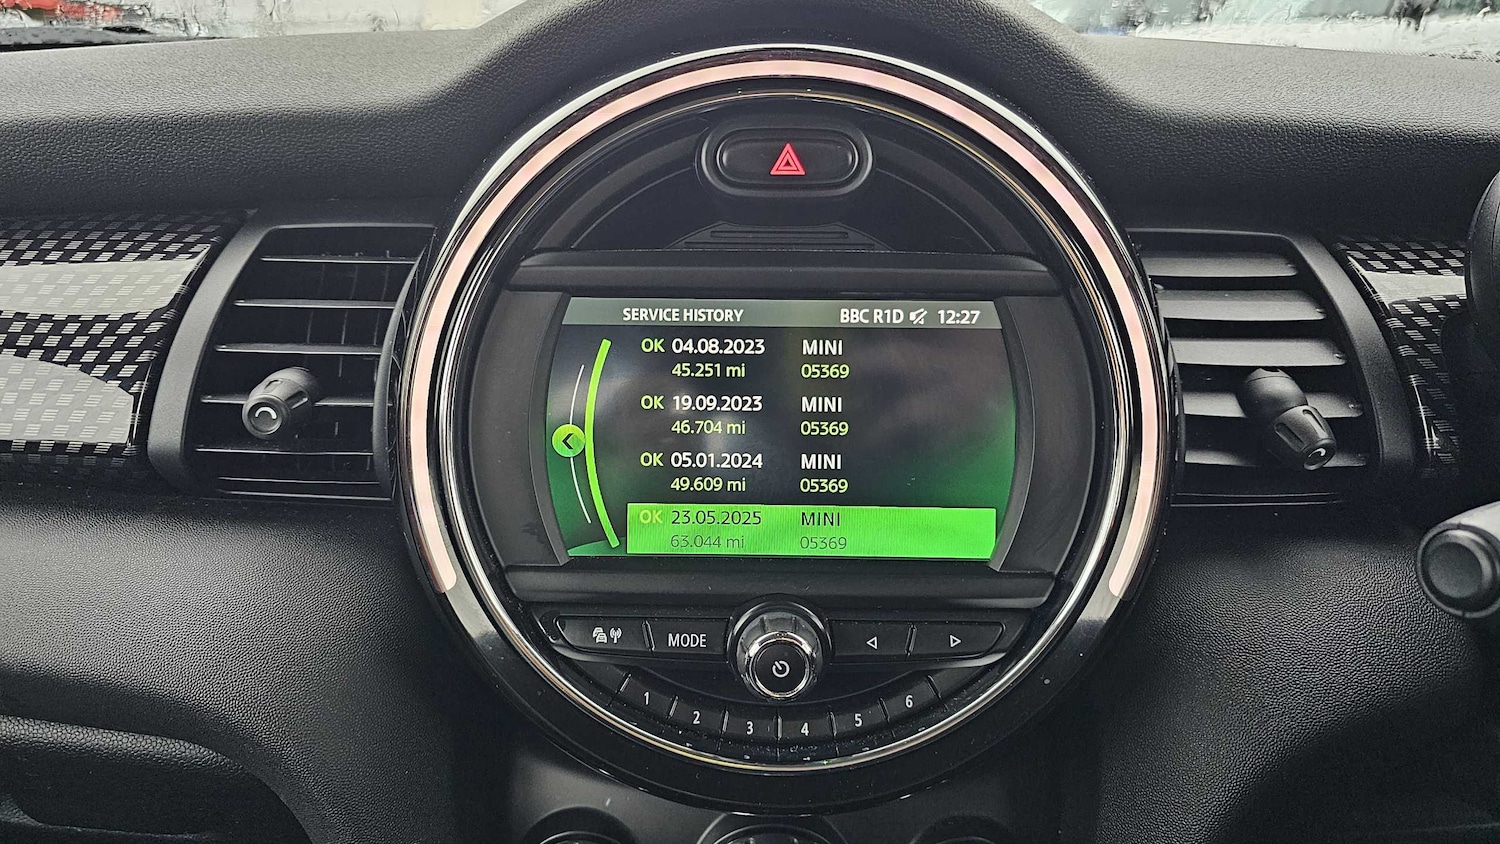 SERVICE HISTORY BBC R1D 12:27
OK 04.08.2023 MINI
45.251 mi 05369
OK 19.09.2023 MINI
46.704 mi 05369
OK 05.01.2024 MINI
49.609 mi 05369
OK 23.05.2025 MINI
63.044 mi 05369
MODE
1 2 3 4 5 6